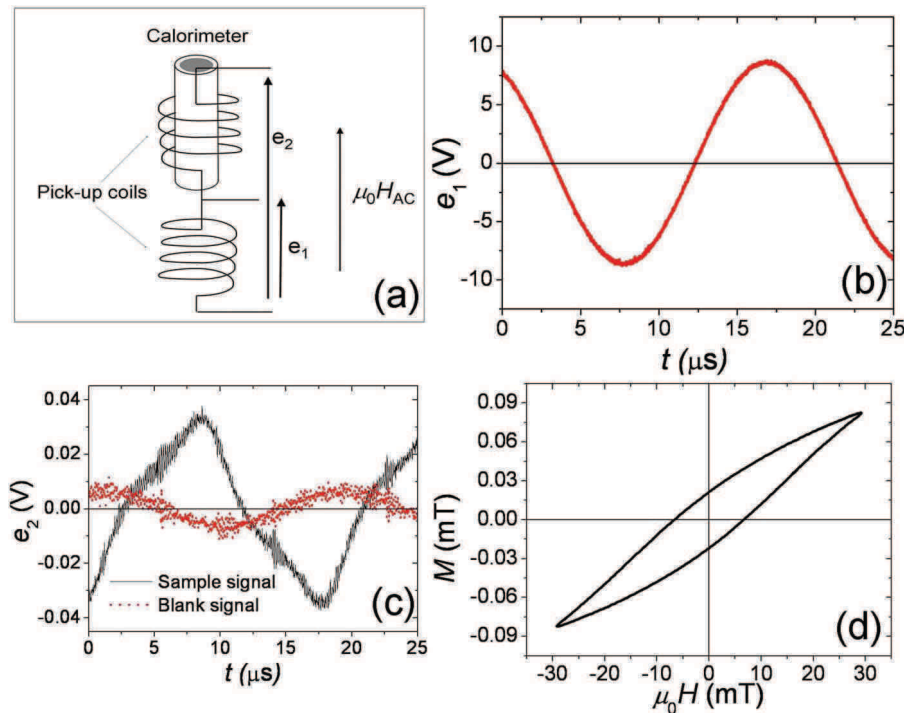 Calorimeter
Pick-up coils
e₂
e₁
μ₀H_AC
(a)
10
5
0
-5
-10
e₁ (V)
0 5 10 15 20 25
t (μs)
(b)
0.04
0.02
0.00
-0.02
-0.04
e₂ (V)
Sample signal
Blank signal
0 5 10 15 20 25
t (μs)
(c)
0.09
0.06
0.03
0.00
-0.03
-0.06
-0.09
M (mT)
-30 -20 -10 0 10 20 30
μ₀H (mT)
(d)